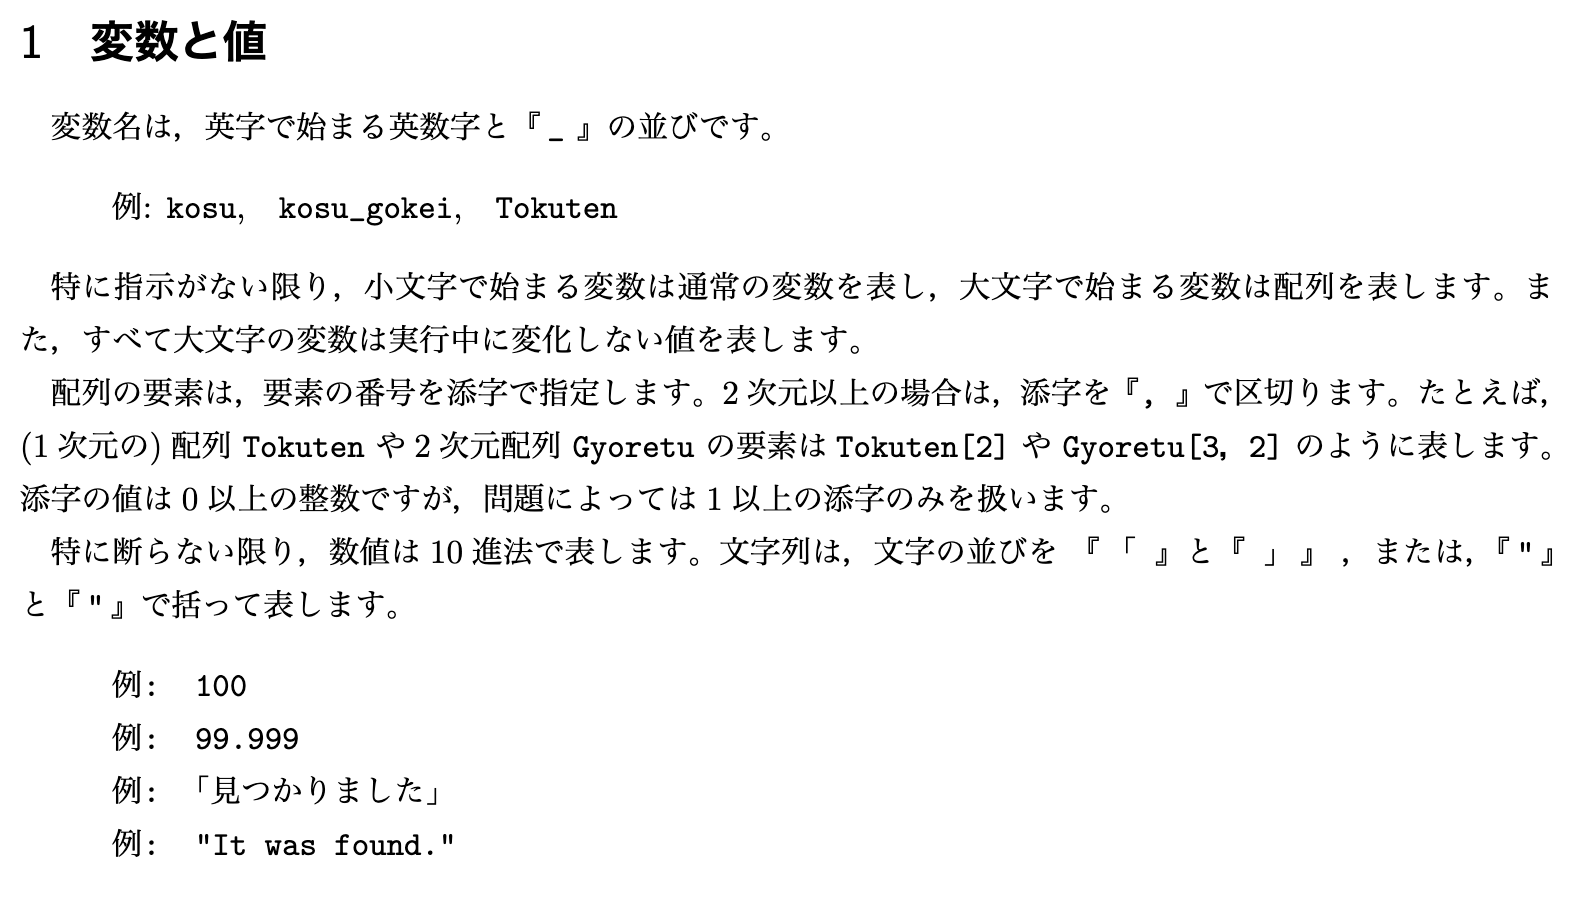 1 変数と値
変数名は，英字で始まる英数字と『_』の並びです。
例: kosu, kosu_gokei, Tokuten
特に指示がない限り，小文字で始まる変数は通常の変数を表し，大文字で始まる変数は配列を表します。ま
た，すべて大文字の変数は実行中に変化しない値を表します。
配列の要素は，要素の番号を添字で指定します。2 次元以上の場合は，添字を『，』で区切ります。たとえば，
(1 次元の) 配列 Tokuten や 2 次元配列 Gyoretu の要素は Tokuten[2] や Gyoretu[3, 2] のように表します。
添字の値は 0 以上の整数ですが，問題によっては 1 以上の添字のみを扱います。
特に断らない限り，数値は 10 進法で表します。文字列は，文字の並びを 『「』と『」』，または，『"』
と『"』で括って表します。
例: 100
例: 99.999
例: 「見つかりました」
例: "It was found."